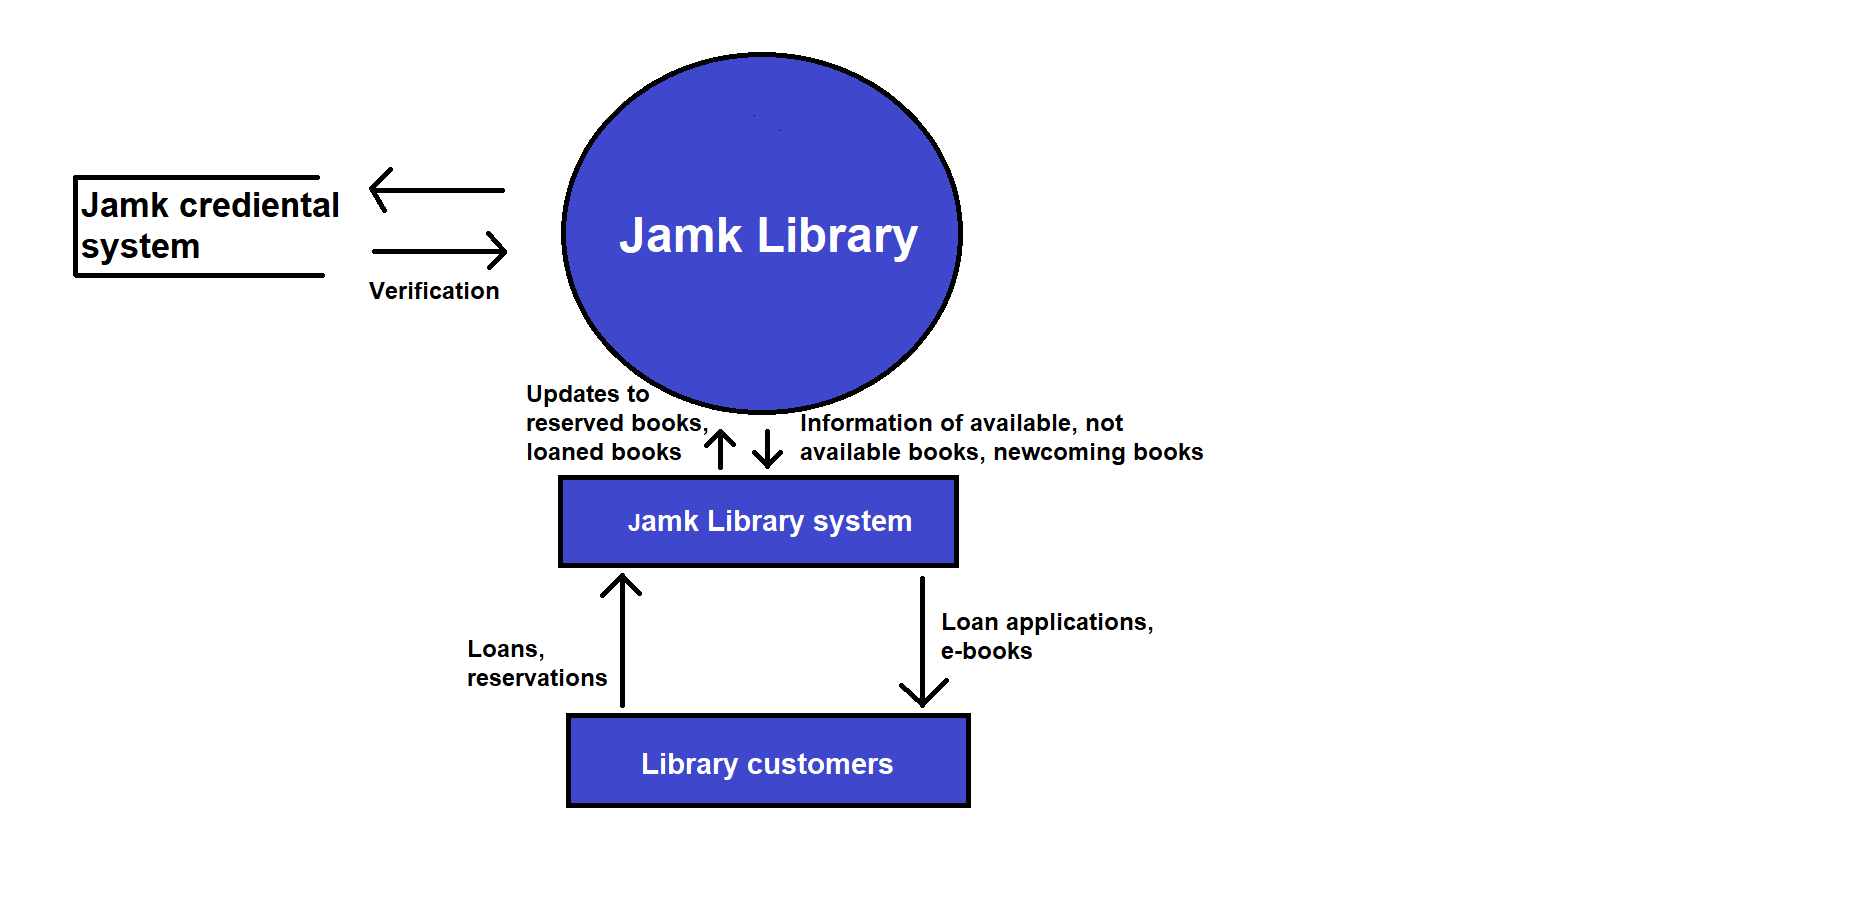 Jamk Library
Jamk crediental
system
Verification
Updates to
reserved books,
loaned books
Information of available, not
available books, newcoming books
Jamk Library system
Loans,
reservations
Loan applications,
e-books
Library customers